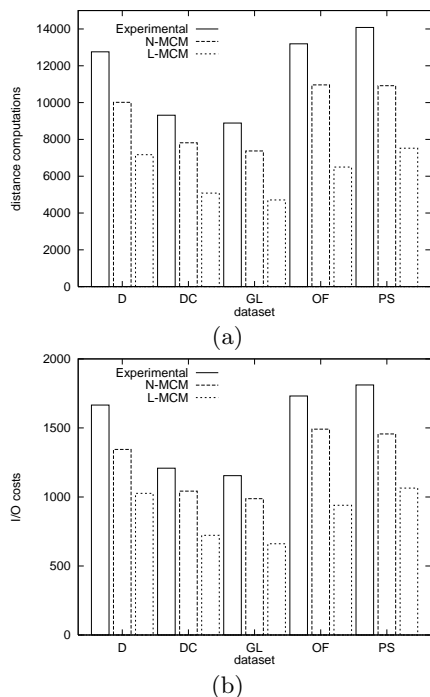 14000
12000
10000
8000
6000
4000
2000
0
distance computations
Experimental
N-MCM
L-MCM
D DC GL OF PS
dataset
(a)
2000
1500
1000
500
0
I/O costs
Experimental
N-MCM
L-MCM
D DC GL OF PS
dataset
(b)